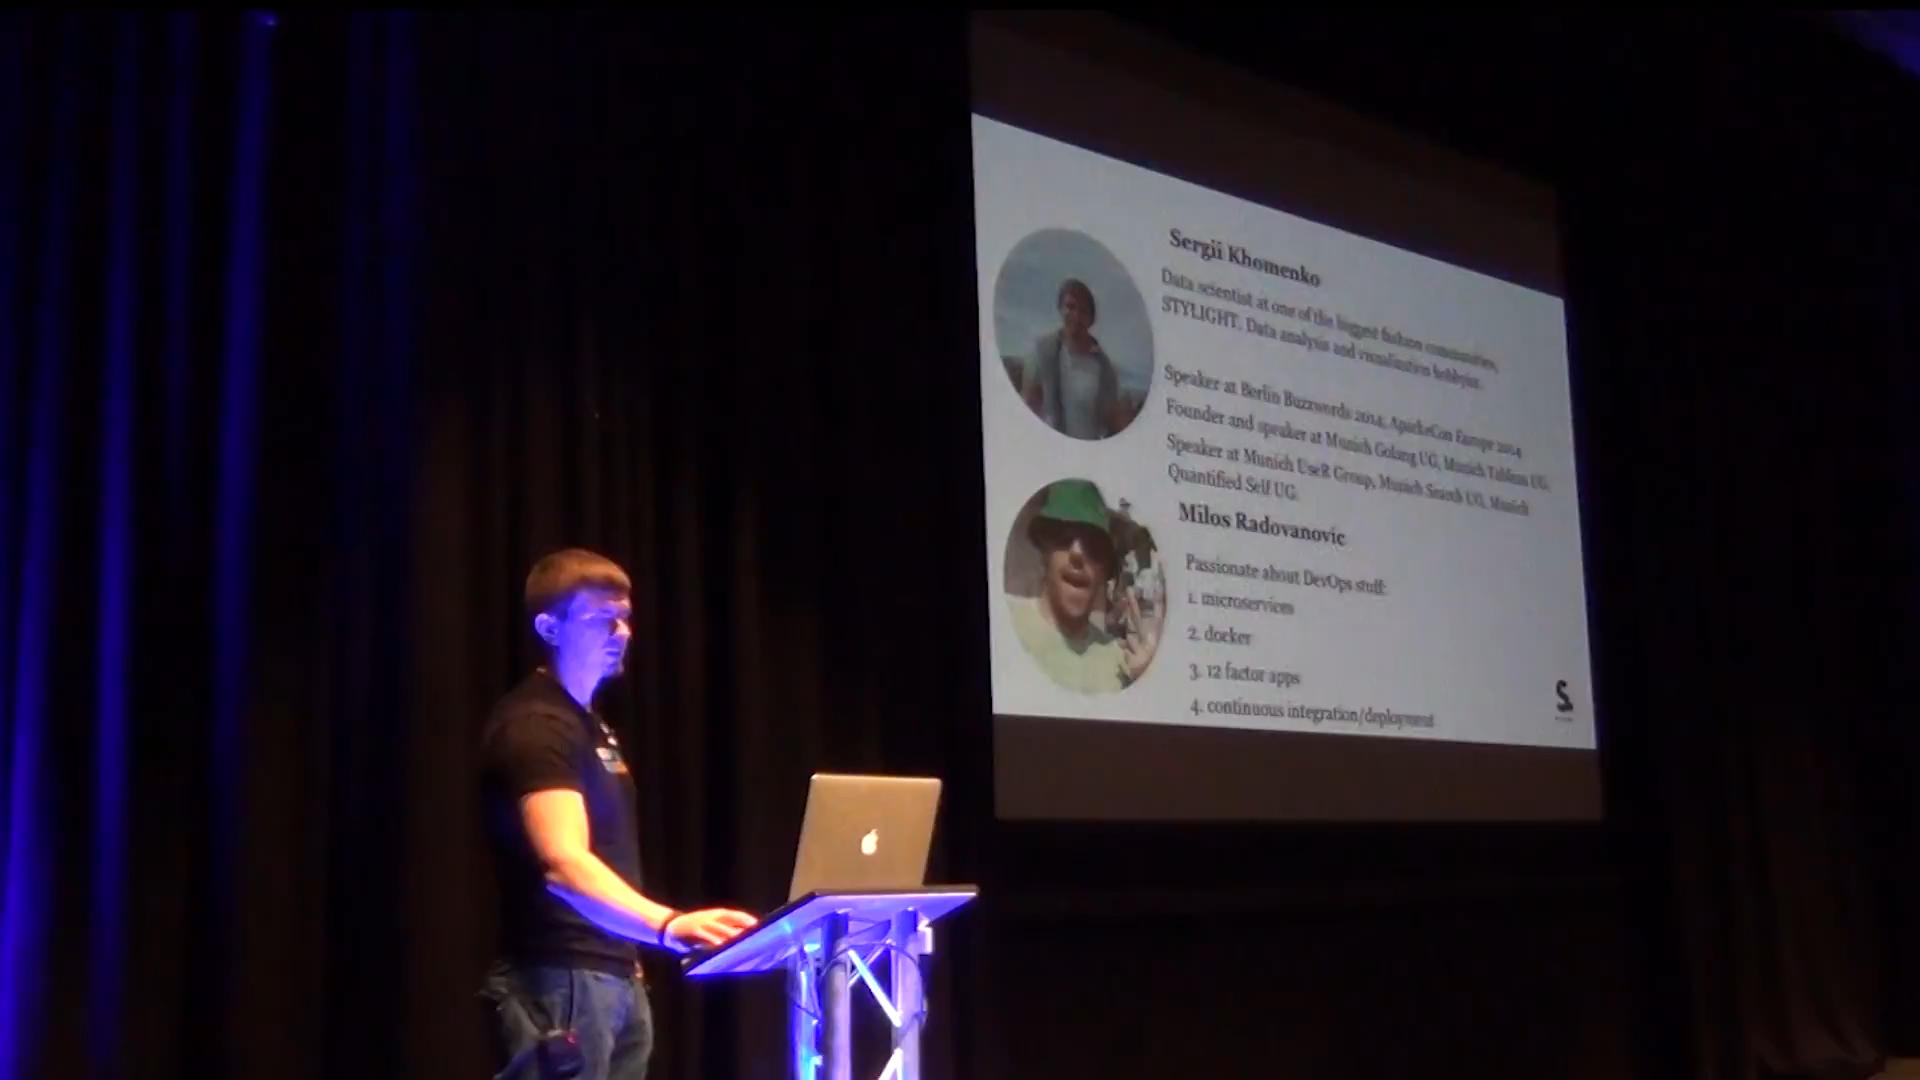 Sergii Khomenko
Data scientist at one of the biggest fashion communities,
STYLIGHT. Data analysis and visualisation hobbyist.
Speaker at Berlin Buzzwords 2014, ApacheCon Europe 2014
Founder and speaker at Munich Golang UG, Munich Tableau UG.
Speaker at Munich UseR Group, Munich Search UG, Munich
Quantified Self UG.
Milos Radovanovic
Passionate about DevOps stuff:
1. microservices
2. docker
3. 12 factor apps
4. continuous integration/deployment
S